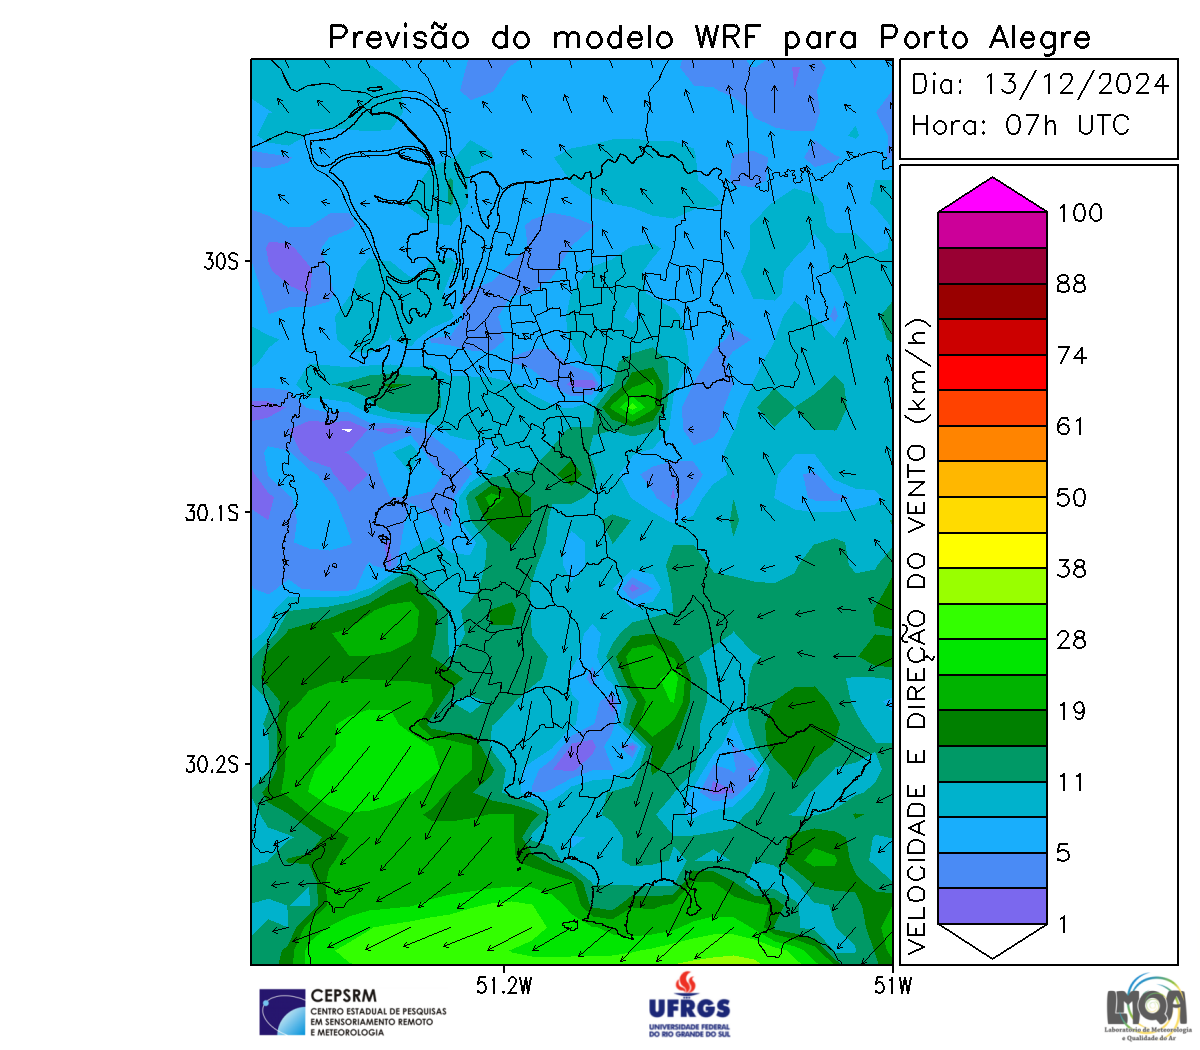 Previsão do modelo WRF para Porto Alegre
Dia: 13/12/2024
Hora: 07h UTC
30S
30.1S
30.2S
51.2W
51W
VELOCIDADE E DIREÇÃO DO VENTO (km/h)
100
88
74
61
50
38
28
19
11
5
1
CEPSRM
CENTRO ESTADUAL DE PESQUISAS
EM SENSORIAMENTO REMOTO
E METEOROLOGIA
UFRGS
UNIVERSIDADE FEDERAL
DO RIO GRANDE DO SUL
LMQA
Laboratório de Meteorologia
e Qualidade do Ar